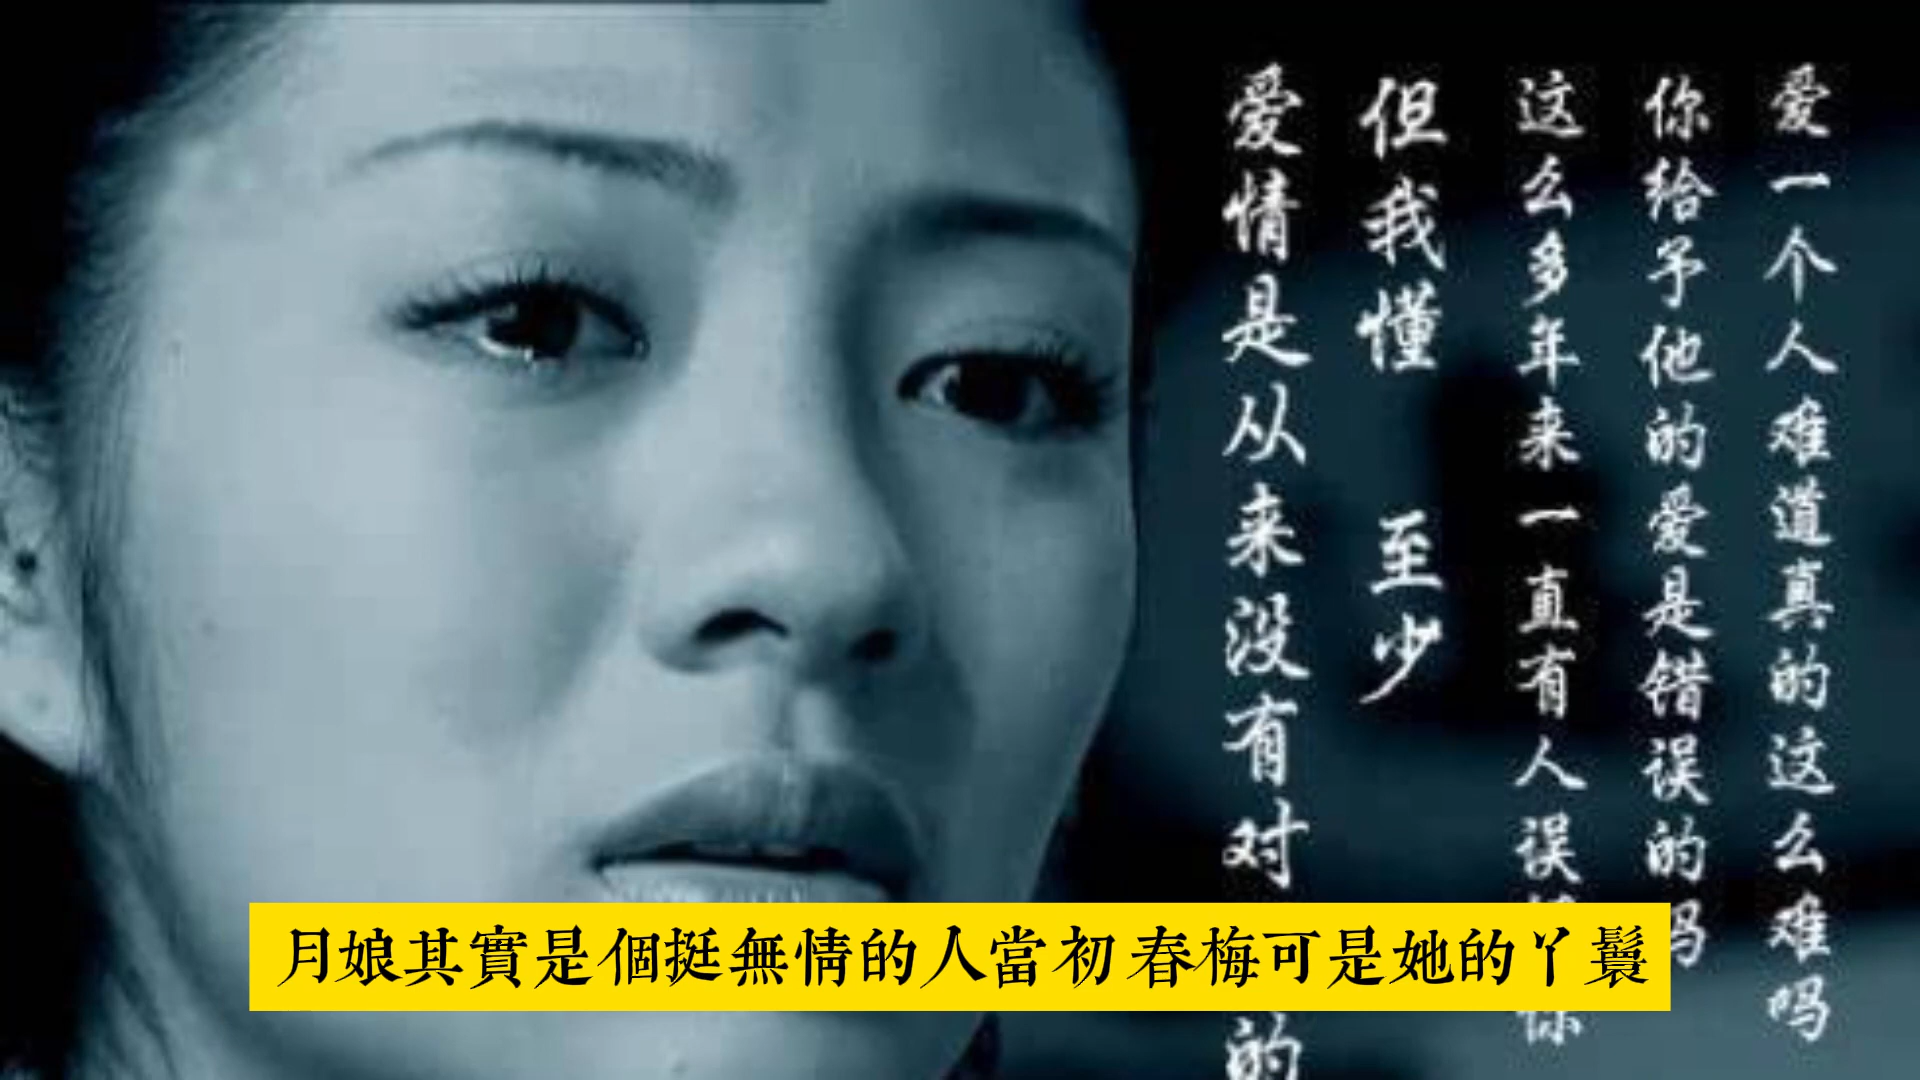 爱一个人难道真的这么难吗
你给予他的爱是错误的吗
这么多年来一直有人误解你
但我懂 至少
爱情是从来没有对 的
月娘其實是個挺無情的人當初春梅可是她的丫鬟